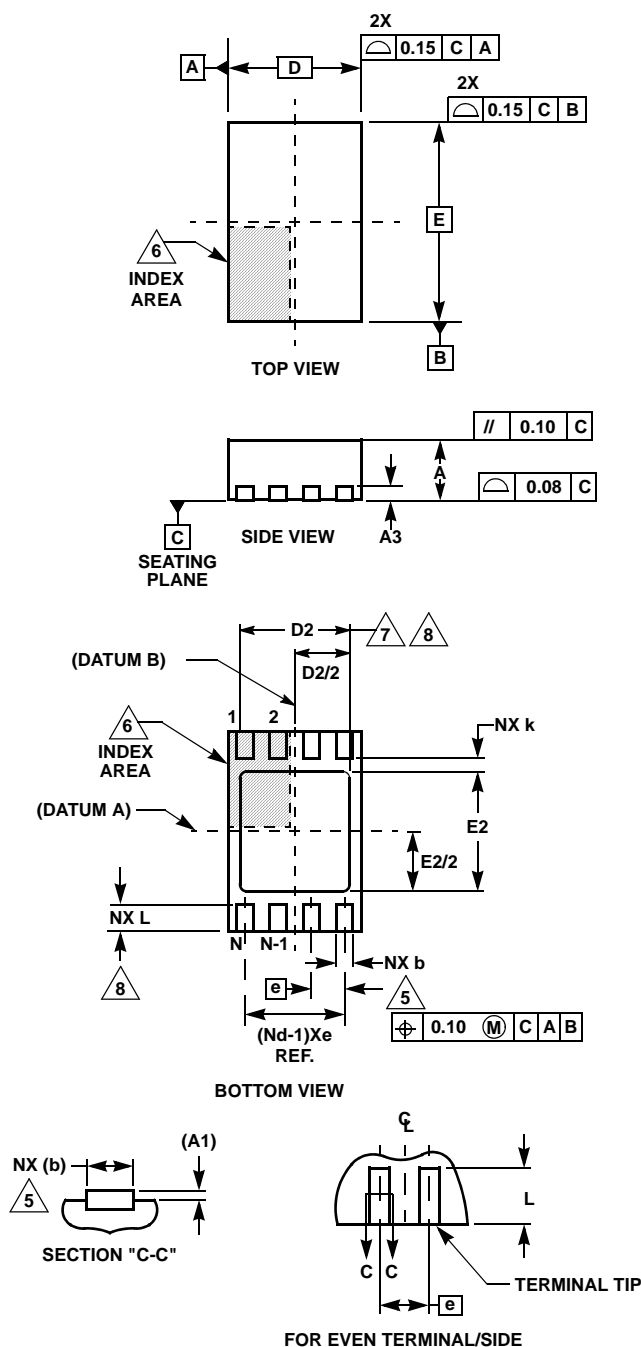 2X
⌓ 0.15 C A
A
D
2X
⌓ 0.15 C B
E
6
INDEX
AREA
B
TOP VIEW
// 0.10 C
A
⌓ 0.08 C
C
SEATING
PLANE
SIDE VIEW
A3
D2
7
8
(DATUM B)
D2/2
1
2
NX k
6
INDEX
AREA
(DATUM A)
E2
E2/2
NX L
N
N-1
NX b
8
e
5
(Nd-1)Xe
REF.
⌖ 0.10 Ⓜ C A B
BOTTOM VIEW
(A1)
NX (b)
5
SECTION "C-C"
CL
L
C C
TERMINAL TIP
e
FOR EVEN TERMINAL/SIDE